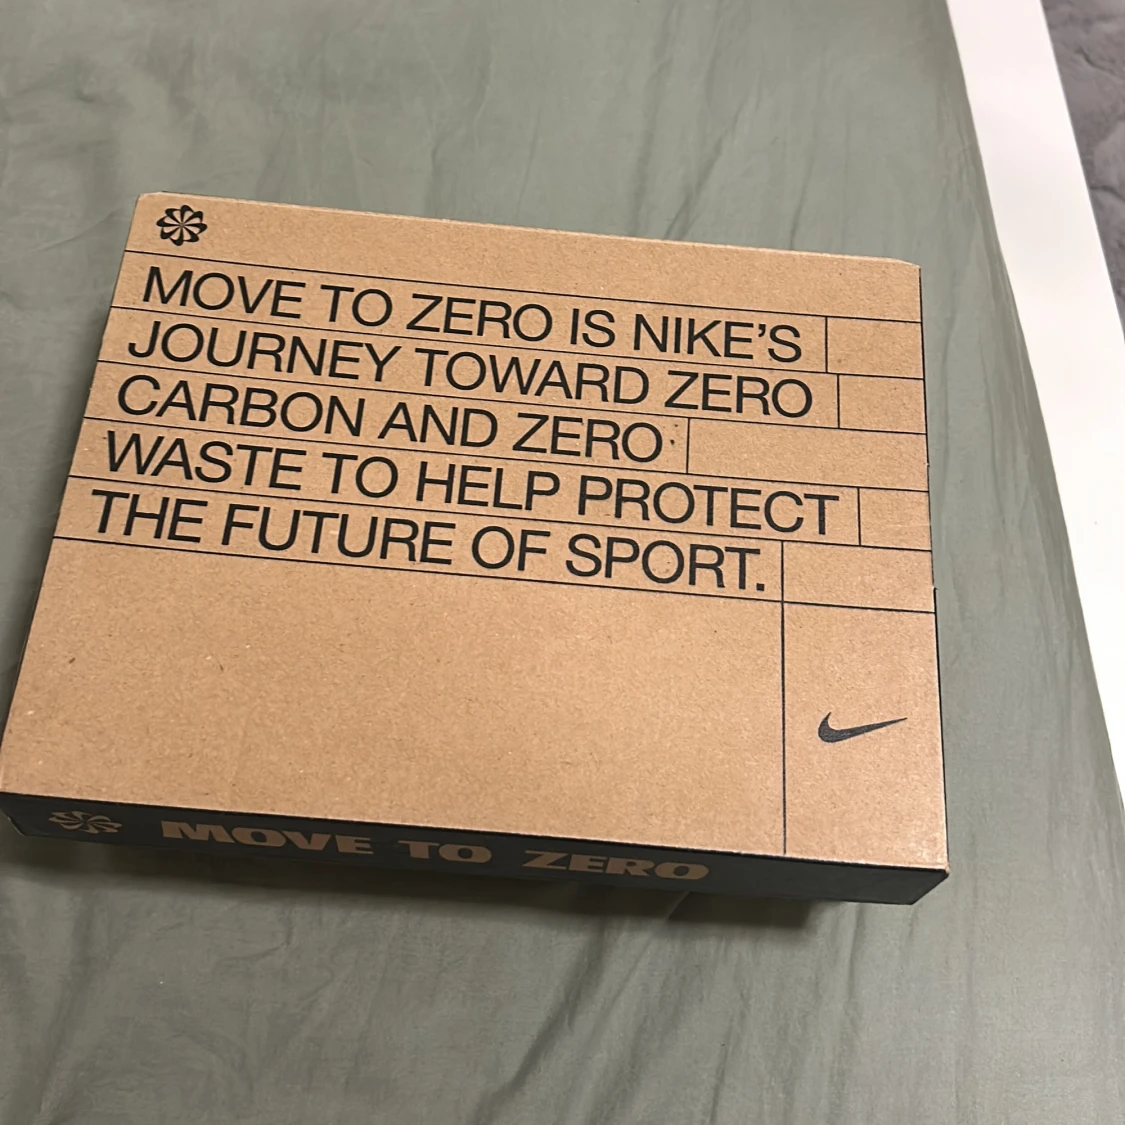 MOVE TO ZERO IS NIKE’S
JOURNEY TOWARD ZERO
CARBON AND ZERO
WASTE TO HELP PROTECT
THE FUTURE OF SPORT.
MOVE TO ZERO